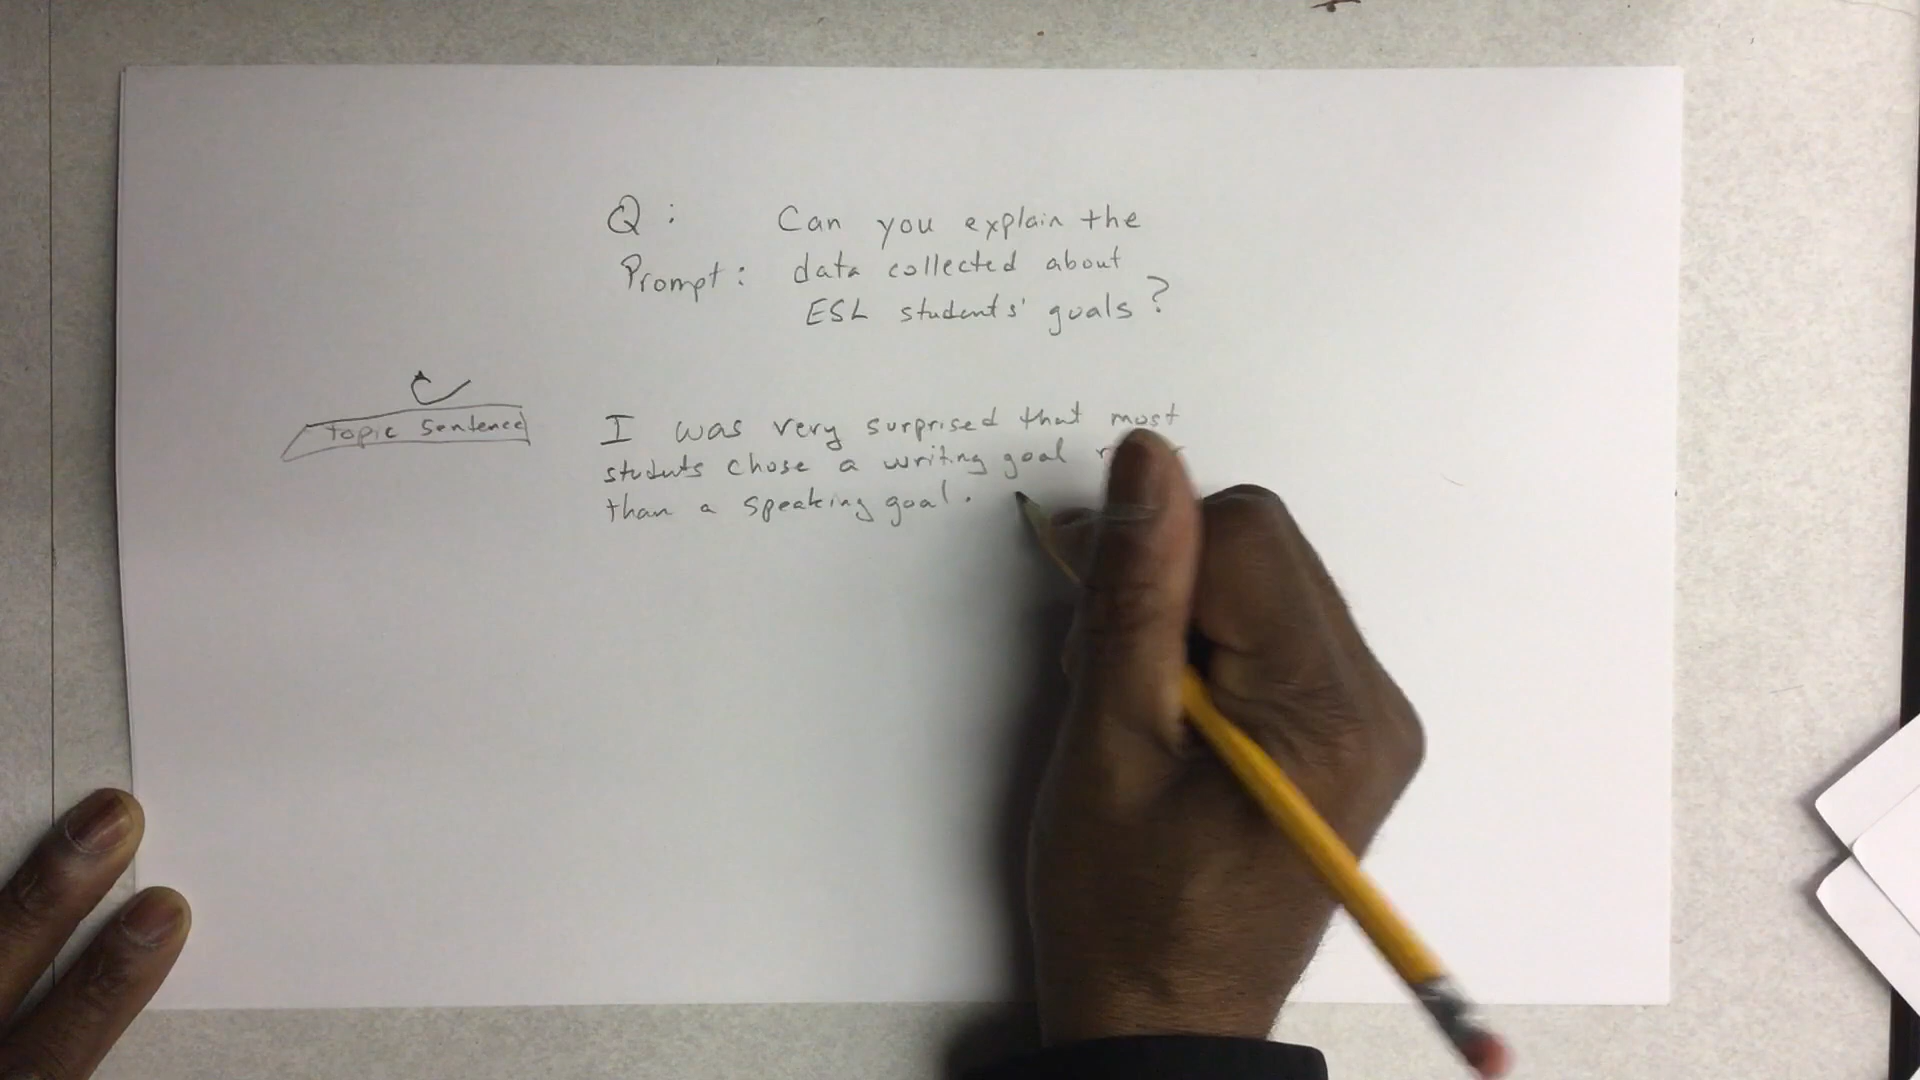 Q : Can you explain the
Prompt : data collected about
ESL students' goals ?
Topic Sentence
I was very surprised that most
students chose a writing goal
than a speaking goal.